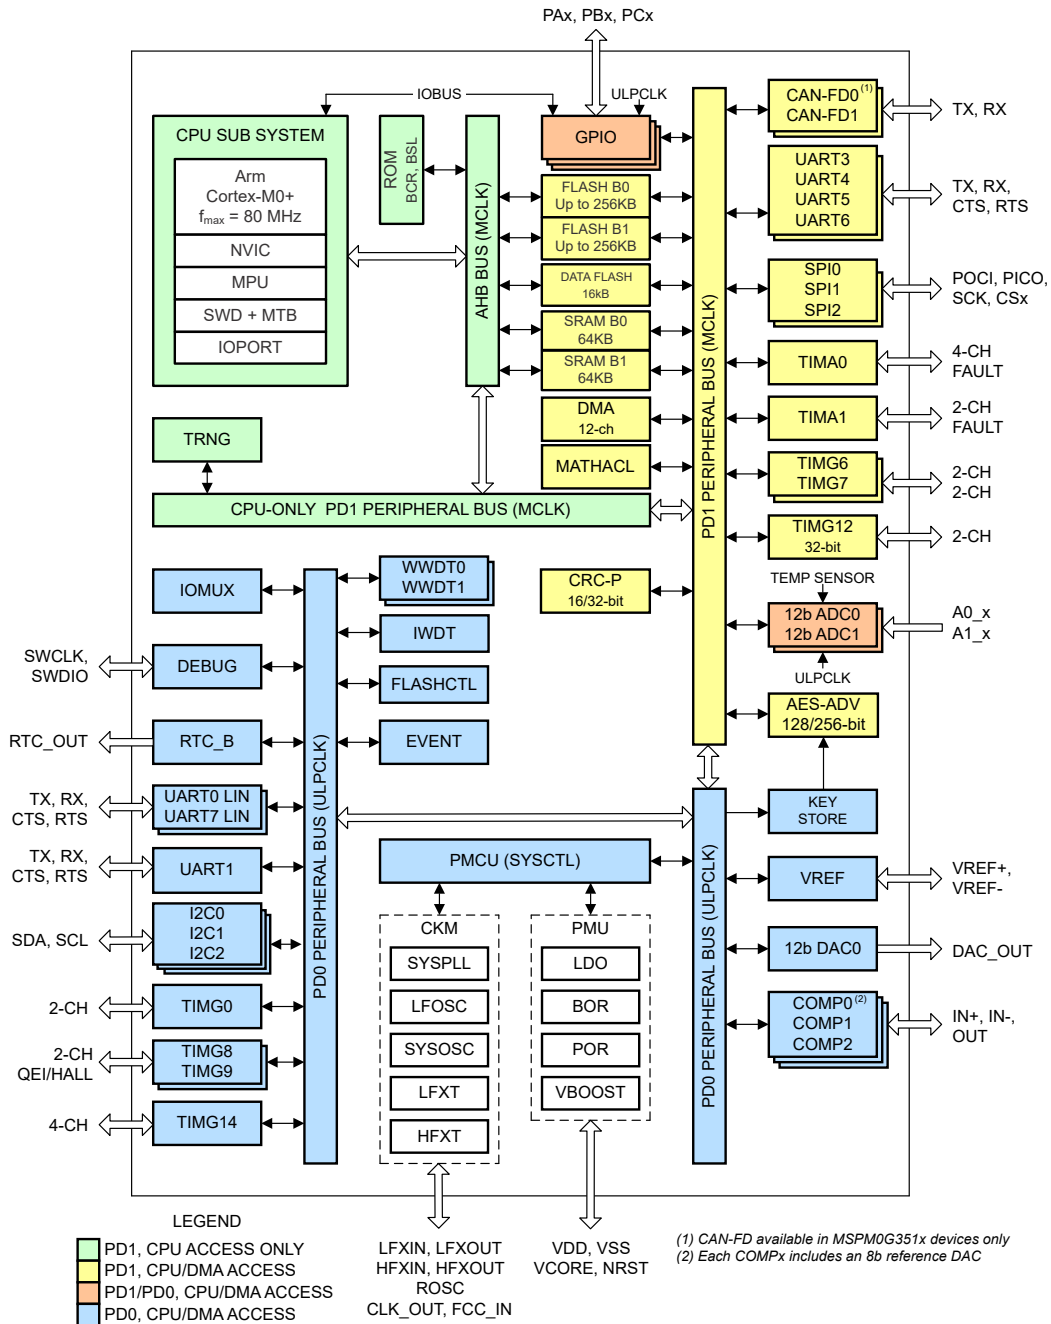 PAx, PBx, PCx
IOBUS
ULPCLK
CPU SUB SYSTEM
Arm
Cortex-M0+
fmax = 80 MHz
NVIC
MPU
SWD + MTB
IOPORT
ROM
BCR, BSL
AHB BUS (MCLK)
GPIO
FLASH B0
Up to 256KB
FLASH B1
Up to 256KB
DATA FLASH
16kB
SRAM B0
64KB
SRAM B1
64KB
DMA
12-ch
MATHACL
CRC-P
16/32-bit
PD1 PERIPHERAL BUS (MCLK)
CAN-FD0 (1)
CAN-FD1
TX, RX
UART3
UART4
UART5
UART6
TX, RX,
CTS, RTS
SPI0
SPI1
SPI2
POCI, PICO,
SCK, CSx
TIMA0
4-CH
FAULT
TIMA1
2-CH
FAULT
TIMG6
TIMG7
2-CH
2-CH
TIMG12
32-bit
2-CH
TEMP SENSOR
12b ADC0
12b ADC1
A0_x
A1_x
ULPCLK
AES-ADV
128/256-bit
KEY
STORE
TRNG
CPU-ONLY PD1 PERIPHERAL BUS (MCLK)
IOMUX
SWCLK,
SWDIO
DEBUG
RTC_OUT
RTC_B
TX, RX,
CTS, RTS
UART0 LIN
UART7 LIN
TX, RX,
CTS, RTS
UART1
SDA, SCL
I2C0
I2C1
I2C2
2-CH
TIMG0
2-CH
QEI/HALL
TIMG8
TIMG9
4-CH
TIMG14
PD0 PERIPHERAL BUS (ULPCLK)
WWDT0
WWDT1
IWDT
FLASHCTL
EVENT
PMCU (SYSCTL)
CKM
SYSPLL
LFOSC
SYSOSC
LFXT
HFXT
PMU
LDO
BOR
POR
VBOOST
PD0 PERIPHERAL BUS (ULPCLK)
VREF
VREF+,
VREF-
12b DAC0
DAC_OUT
COMP0 (2)
COMP1
COMP2
IN+, IN-,
OUT
LEGEND
PD1, CPU ACCESS ONLY
PD1, CPU/DMA ACCESS
PD1/PD0, CPU/DMA ACCESS
PD0, CPU/DMA ACCESS
LFXIN, LFXOUT
HFXIN, HFXOUT
ROSC
CLK_OUT, FCC_IN
VDD, VSS
VCORE, NRST
(1) CAN-FD available in MSPM0G351x devices only
(2) Each COMPx includes an 8b reference DAC